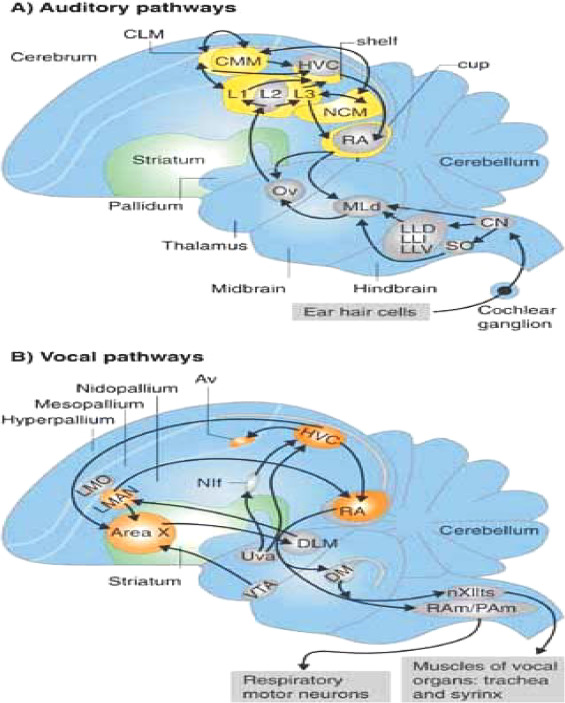 A) Auditory pathways
CLM
Cerebrum
CMM
shelf
HVC
cup
L1 L2 L3
NCM
RA
Striatum
Cerebellum
Ov
Pallidum
MLd
CN
LLD
LLI
LLV
SO
Thalamus
Midbrain
Hindbrain
Ear hair cells
Cochlear
ganglion
B) Vocal pathways
Av
Nidopallium
Mesopallium
Hyperpallium
HVC
LMO
NIf
LMAN
RA
Area X
Cerebellum
DLM
Uva
Striatum
DM
VTA
nXIIts
RAm/PAm
Respiratory
motor neurons
Muscles of vocal
organs: trachea
and syrinx